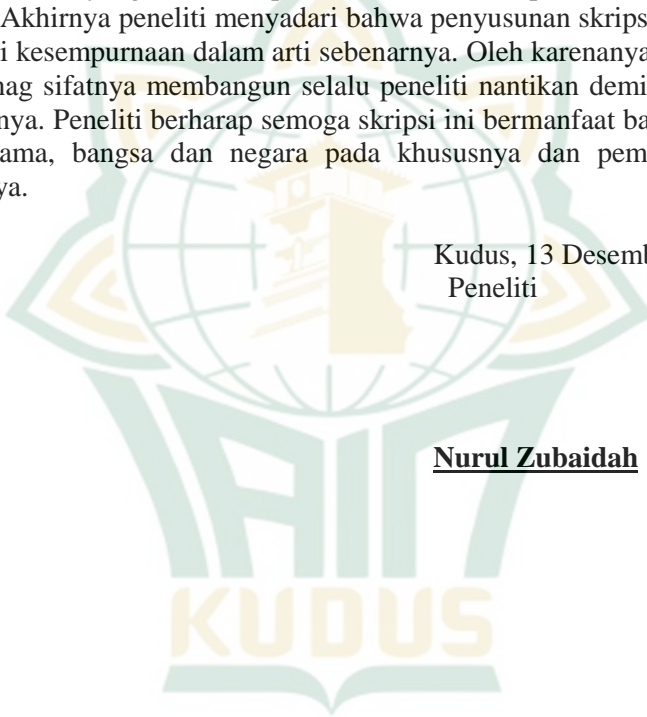 Akhirnya peneliti menyadari bahwa penyusunan skrips
i kesempurnaan dalam arti sebenarnya. Oleh karenanya
nag sifatnya membangun selalu peneliti nantikan demi
nya. Peneliti berharap semoga skripsi ini bermanfaat ba
ama, bangsa dan negara pada khususnya dan pem
ya.
Kudus, 13 Desemb
Peneliti
Nurul Zubaidah
IAIN
KUDUS